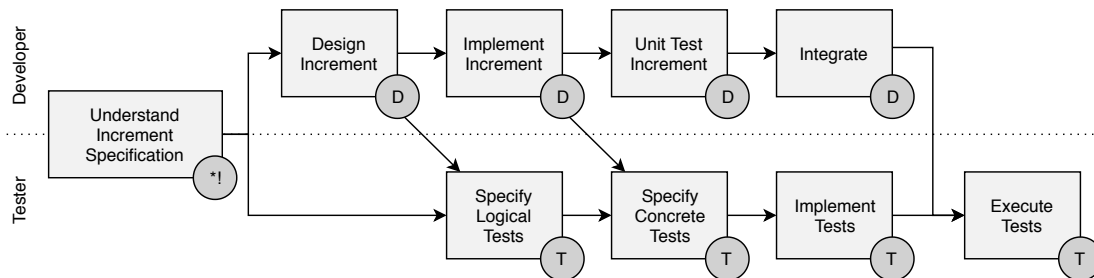 Developer
Design
Increment
D
Implement
Increment
D
Unit Test
Increment
D
Integrate
D
Understand
Increment
Specification
*!
Tester
Specify
Logical
Tests
T
Specify
Concrete
Tests
T
Implement
Tests
T
Execute
Tests
T